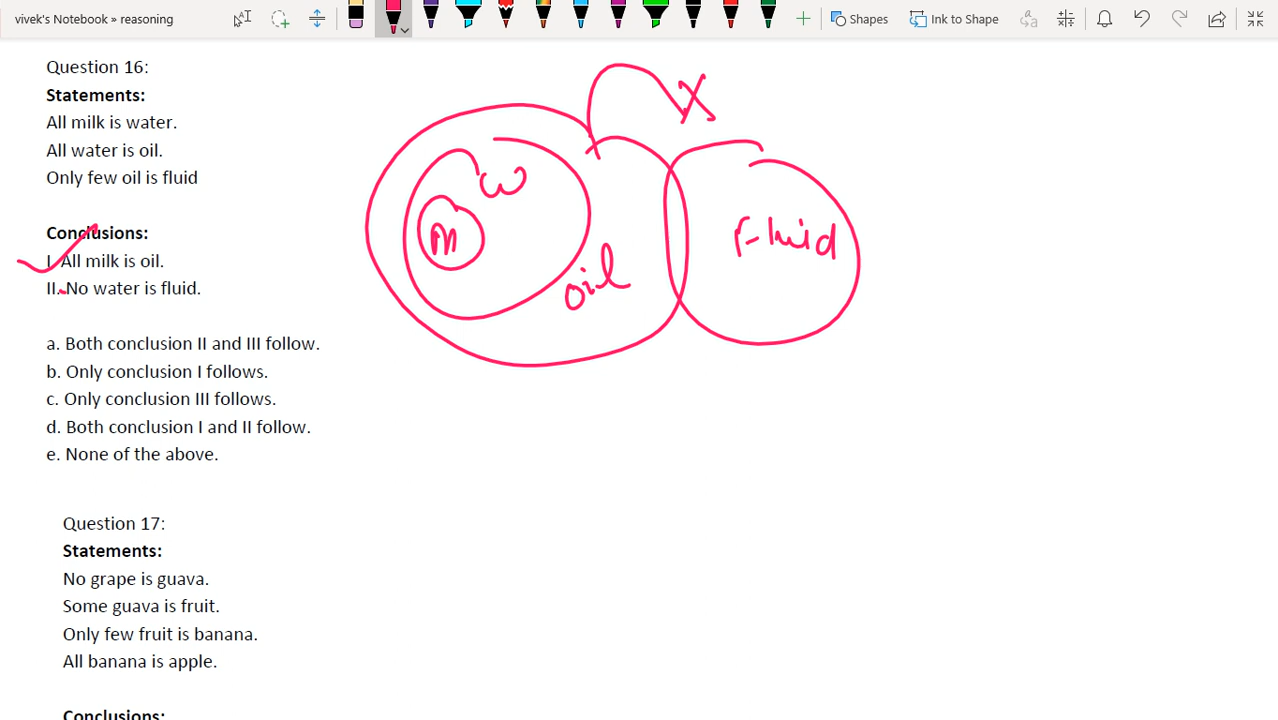 vivek's Notebook » reasoning
Shapes
Ink to Shape
Question 16:
Statements:
All milk is water.
All water is oil.
Only few oil is fluid
Conclusions:
I. All milk is oil.
II. No water is fluid.
a. Both conclusion II and III follow.
b. Only conclusion I follows.
c. Only conclusion III follows.
d. Both conclusion I and II follow.
e. None of the above.
w
m
oil
Fluid
Question 17:
Statements:
No grape is guava.
Some guava is fruit.
Only few fruit is banana.
All banana is apple.
Conclusions: